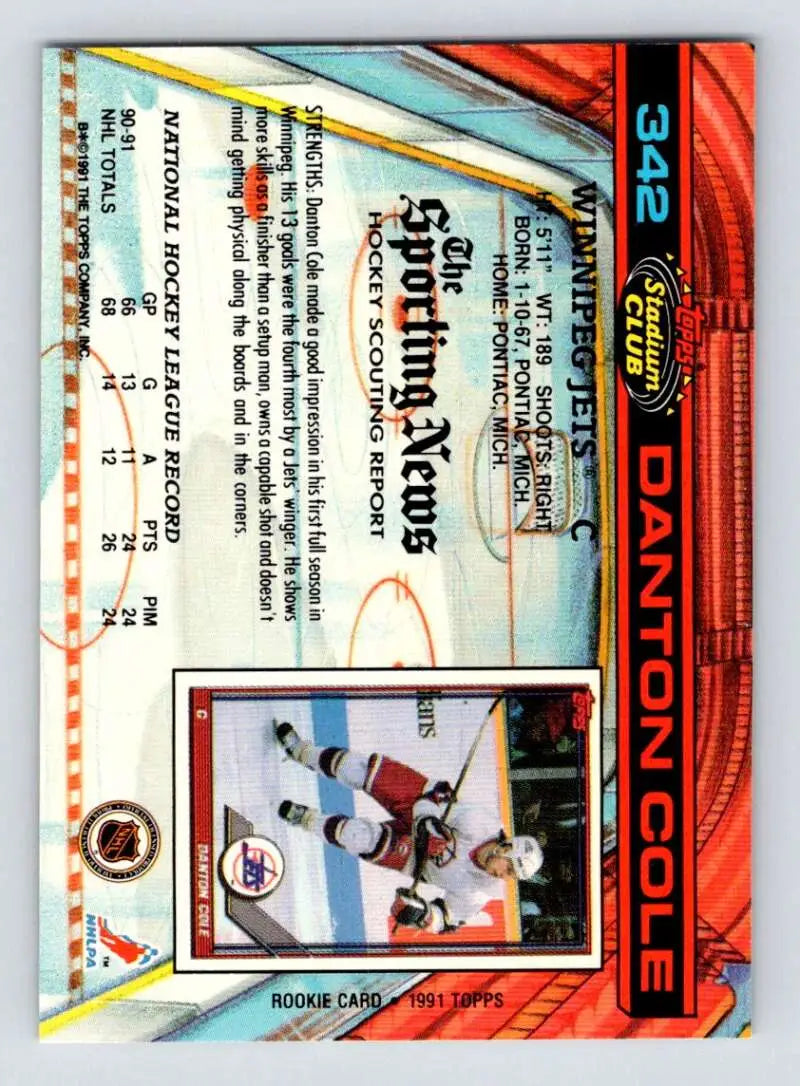 342
Topps
Stadium
CLUB
DANTON COLE
WINNIPEG JETS® C
HT: 5'11" WT: 189 SHOOTS: RIGHT
BORN: 1-10-67, PONTIAC, MICH.
HOME: PONTIAC, MICH.
The
Sporting News
HOCKEY SCOUTING REPORT
STRENGTHS: Danton Cole made a good impression in his first full season in
Winnipeg. His 13 goals were the fourth most by a Jets' winger. He shows
more skills as a finisher than a setup man, owns a capable shot and doesn't
mind getting physical along the boards and in the corners.
NATIONAL HOCKEY LEAGUE RECORD
GP G A PTS PIM
90-91 66 13 11 24 24
NHL TOTALS 68 14 12 26 24
B*©1991 THE TOPPS COMPANY, INC.
Topps
C
DANTON COLE
ROOKIE CARD • 1991 TOPPS
NHL
NHLPA ™